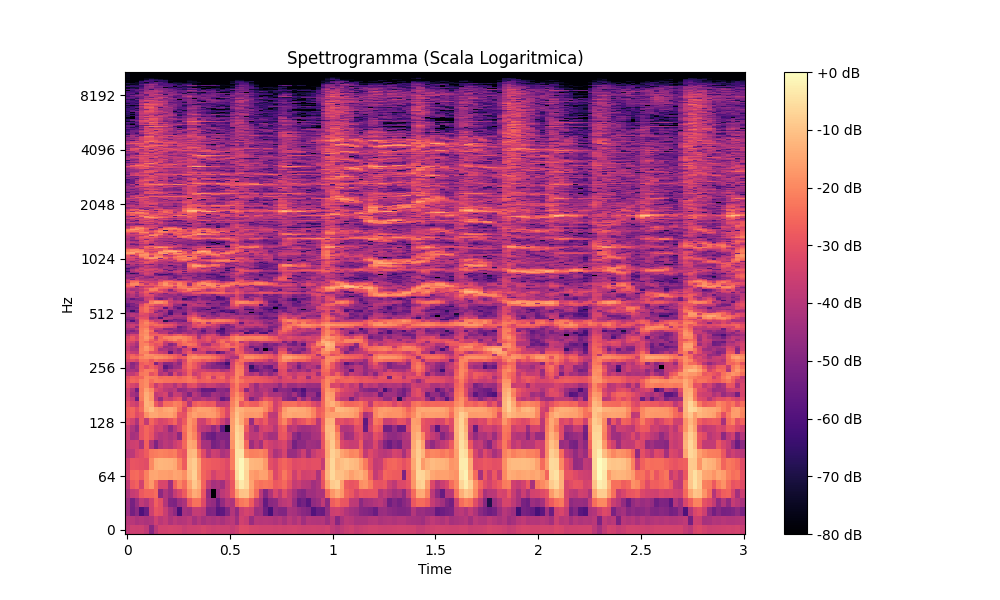 Spettrogramma (Scala Logaritmica)
Hz
8192
4096
2048
1024
512
256
128
64
0
0 0.5 1 1.5 2 2.5 3
Time
+0 dB
-10 dB
-20 dB
-30 dB
-40 dB
-50 dB
-60 dB
-70 dB
-80 dB